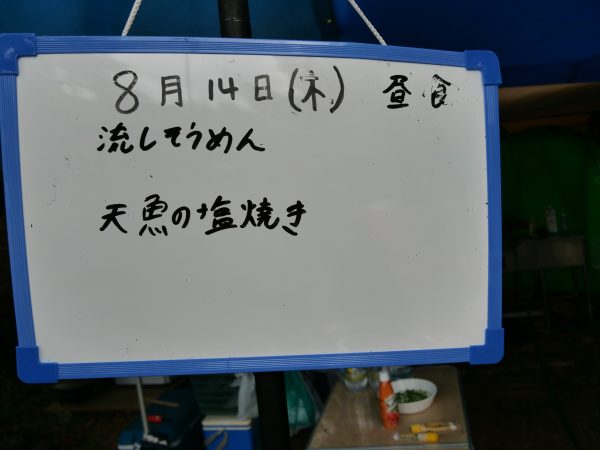 8月14日(木) 昼食
流しそうめん
天魚の塩焼き